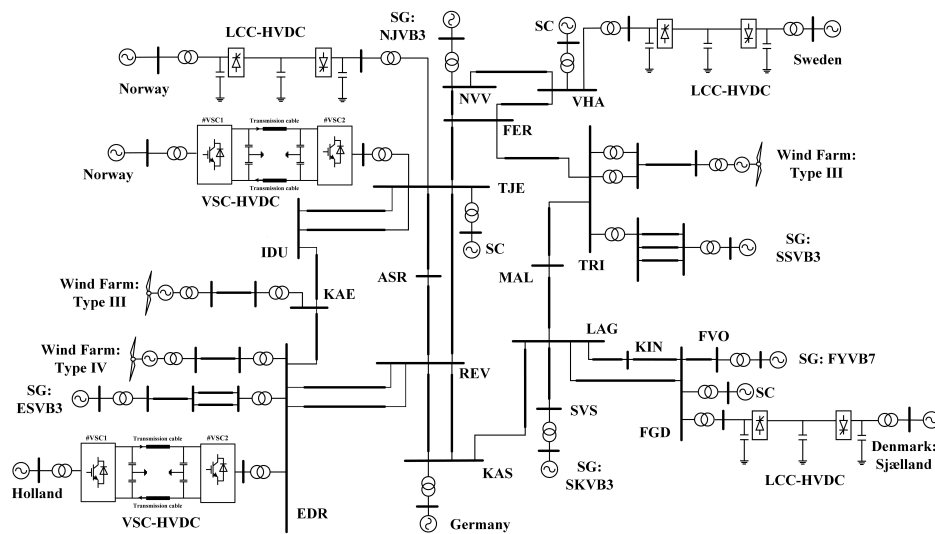 SG:
NJVB3
LCC-HVDC
Norway
NVV
SC
VHA
Sweden
LCC-HVDC
FER
#VSC1
Transmission cable
#VSC2
Transmission cable
Norway
VSC-HVDC
TJE
SC
IDU
Wind Farm:
Type III
TRI
SG:
SSVB3
MAL
ASR
Wind Farm:
Type III
KAE
LAG
KIN
FVO
SG: FYVB7
Wind Farm:
Type IV
REV
SG:
ESVB3
SC
SVS
FGD
#VSC1
Transmission cable
#VSC2
Transmission cable
Holland
VSC-HVDC
EDR
KAS
SG:
SKVB3
Germany
Denmark:
Sjælland
LCC-HVDC